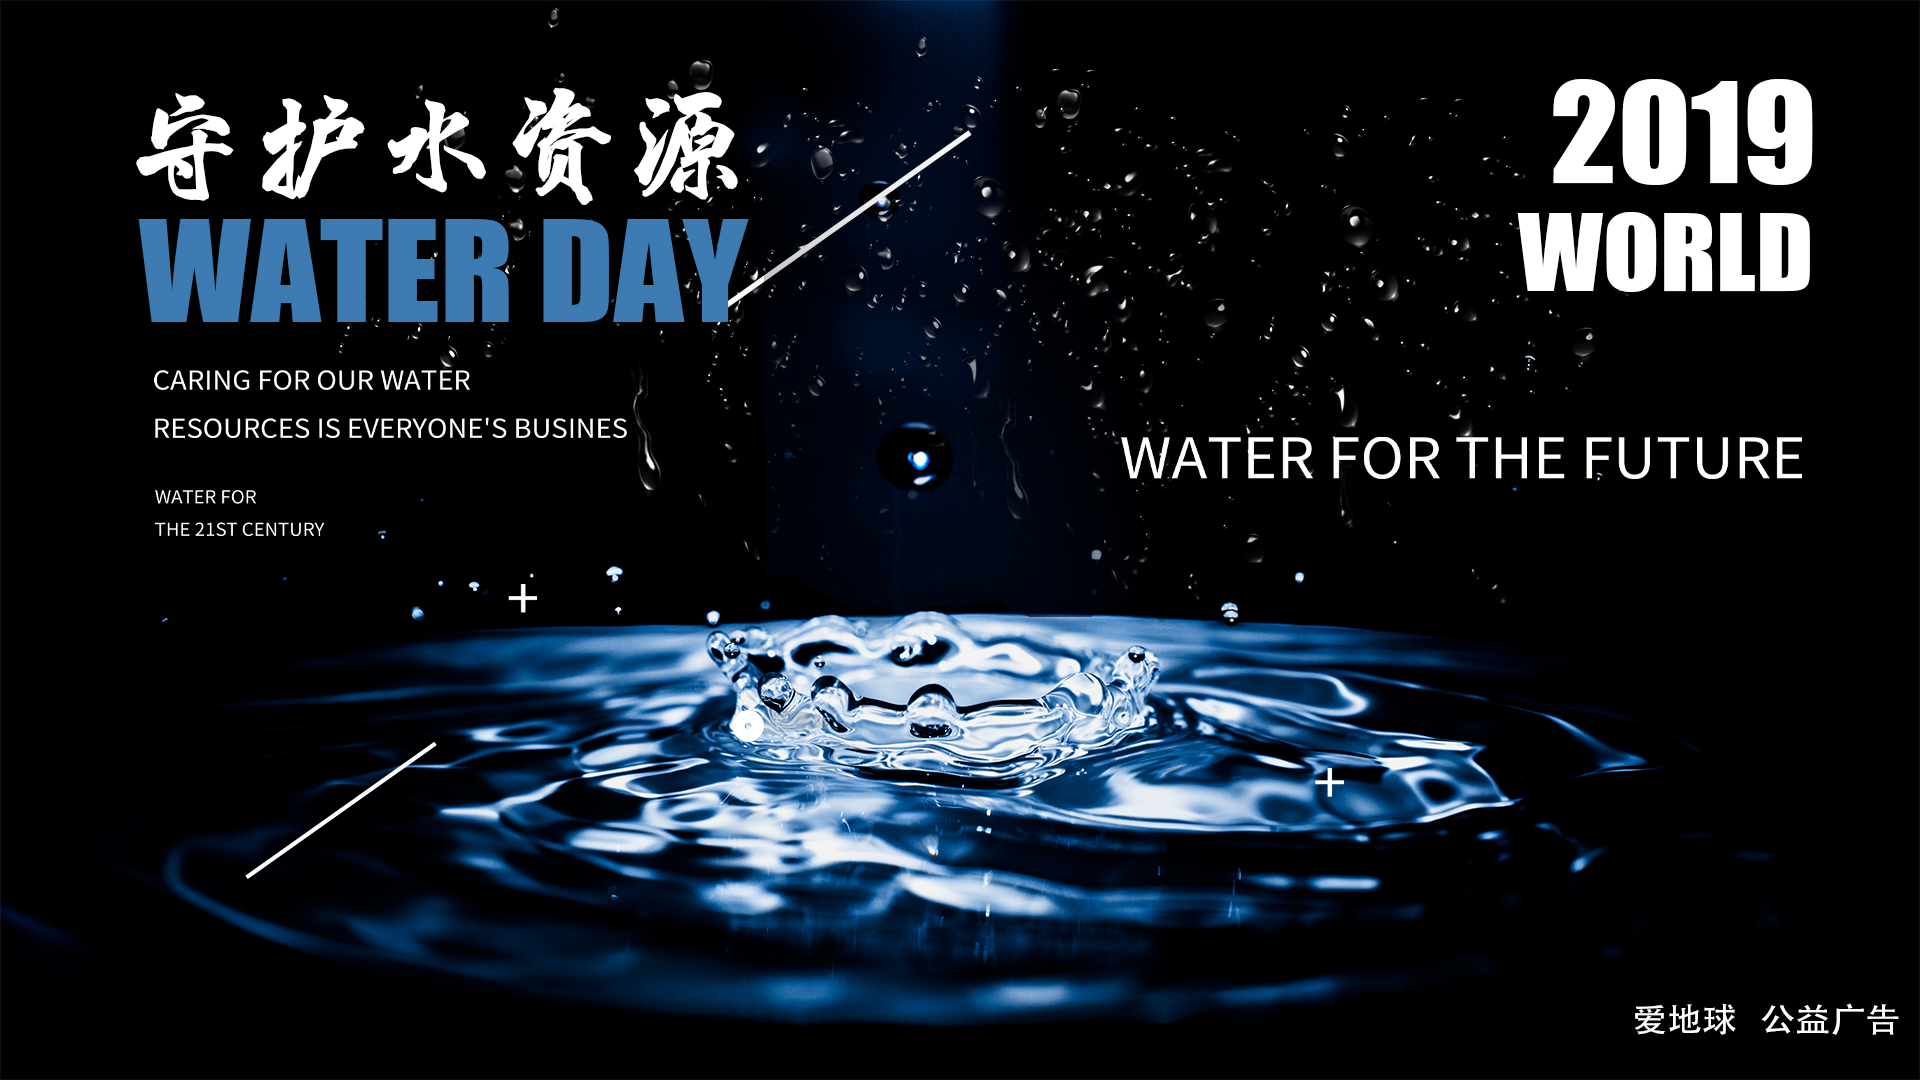 守护水资源
WATER DAY
CARING FOR OUR WATER
RESOURCES IS EVERYONE'S BUSINES
WATER FOR
THE 21ST CENTURY
2019
WORLD
WATER FOR THE FUTURE
爱地球 公益广告